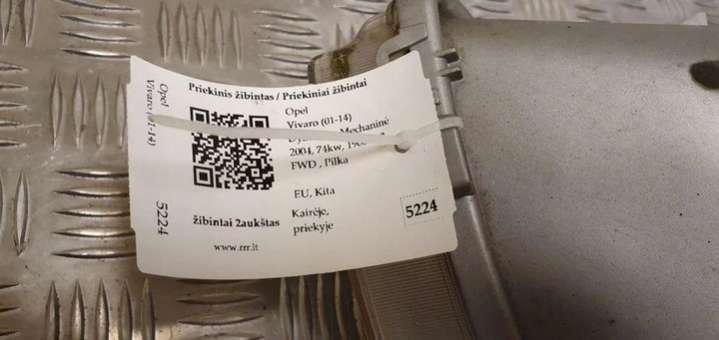 Priekinis žibintas / Priekiniai žibintai
Opel
Vivaro (01-14)
Mechaninė
2004, 74kw,
FWD , Pilka
EU, Kita
Kairėje,
priekyje
žibintai 2aukštas
www.rrr.lt
5224
Opel
Vivaro (01-14)
5224